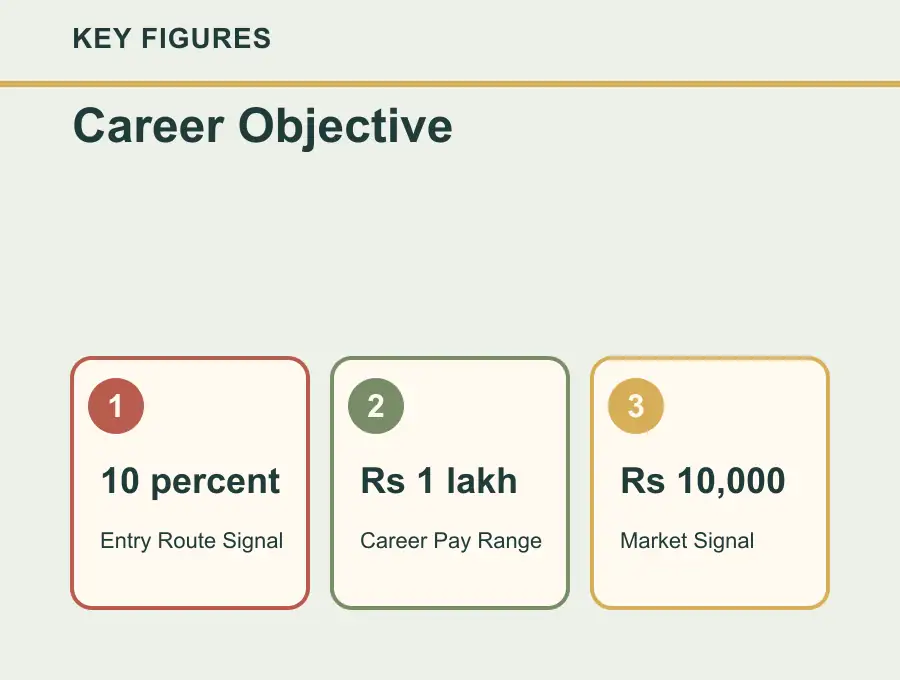 KEY FIGURES
Career Objective
1
10 percent
Entry Route Signal
2
Rs 1 lakh
Career Pay Range
3
Rs 10,000
Market Signal